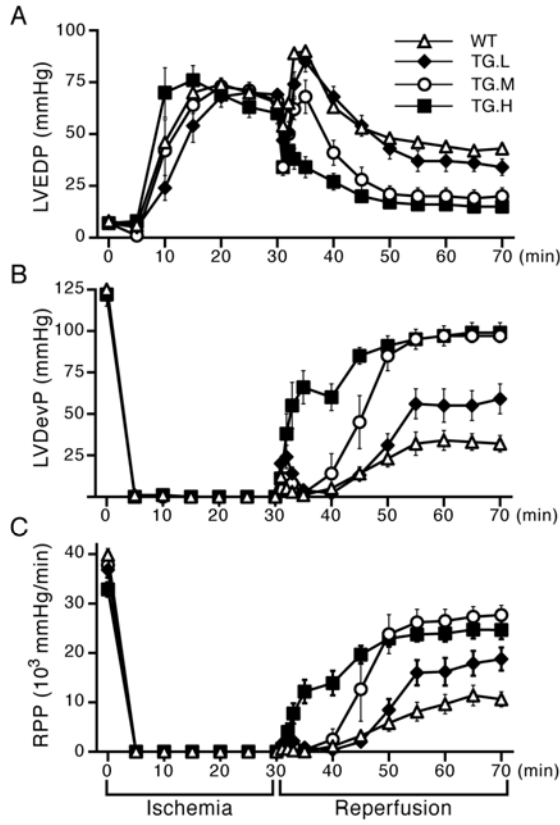 A
LVEDP (mmHg)
100
75
50
25
0
WT
TG.L
TG.M
TG.H
0 10 20 30 40 50 60 70 (min)
B
LVDevP (mmHg)
125
100
75
50
25
0 10 20 30 40 50 60 70 (min)
C
RPP (10³ mmHg/min)
40
30
20
10
0
0 10 20 30 40 50 60 70 (min)
Ischemia Reperfusion